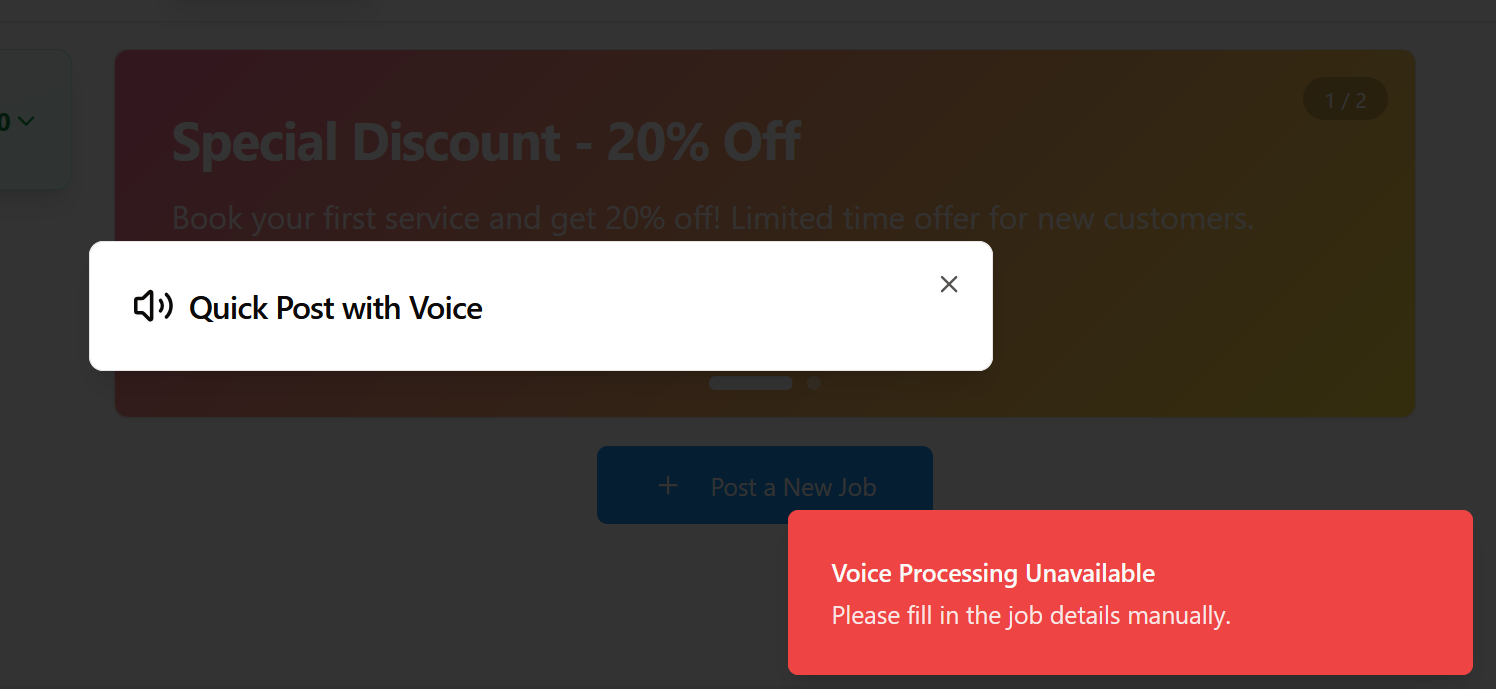 0
1 / 2
Special Discount - 20% Off
Book your first service and get 20% off! Limited time offer for new customers.
Quick Post with Voice
Post a New Job
Voice Processing Unavailable
Please fill in the job details manually.